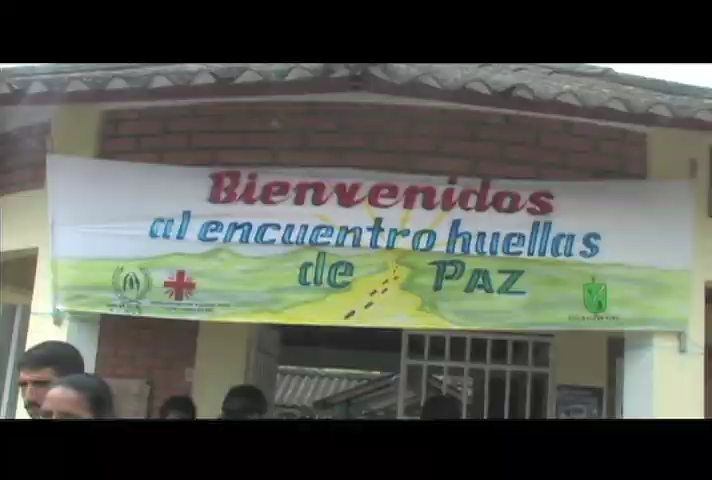 Bienvenidos
al encuentro huellas
de PAZ